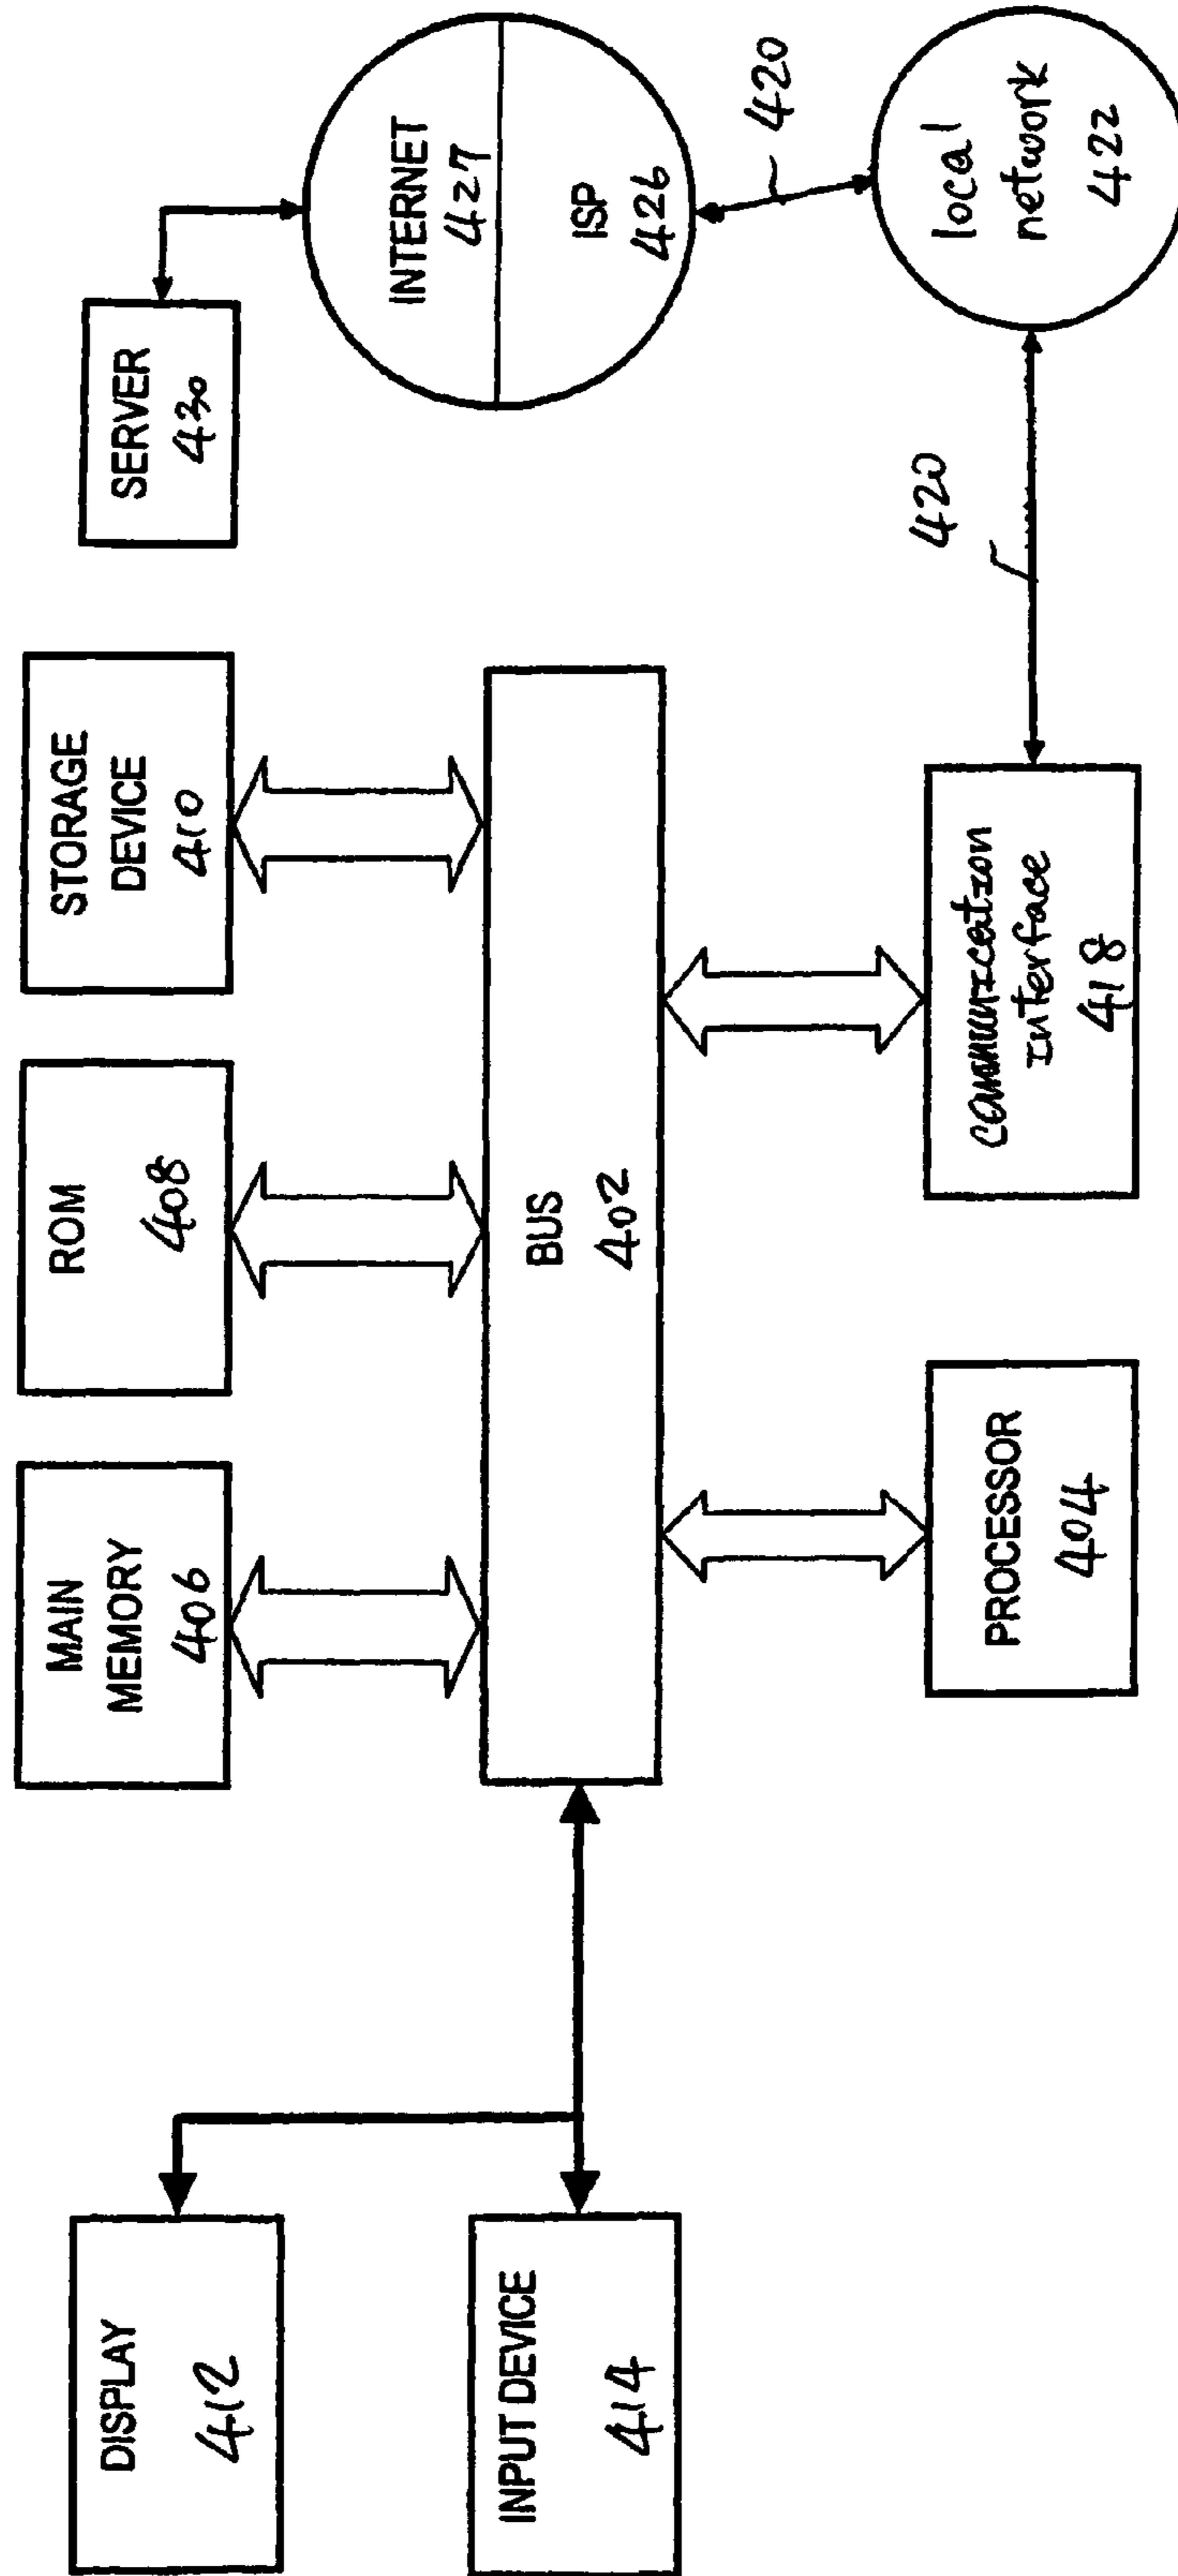 DISPLAY
412
INPUT DEVICE
414
MAIN
MEMORY
406
ROM
408
STORAGE
DEVICE
410
BUS
402
PROCESSOR
404
communication
Interface
418
SERVER
430
INTERNET
427
ISP
426
420
420
local
network
422